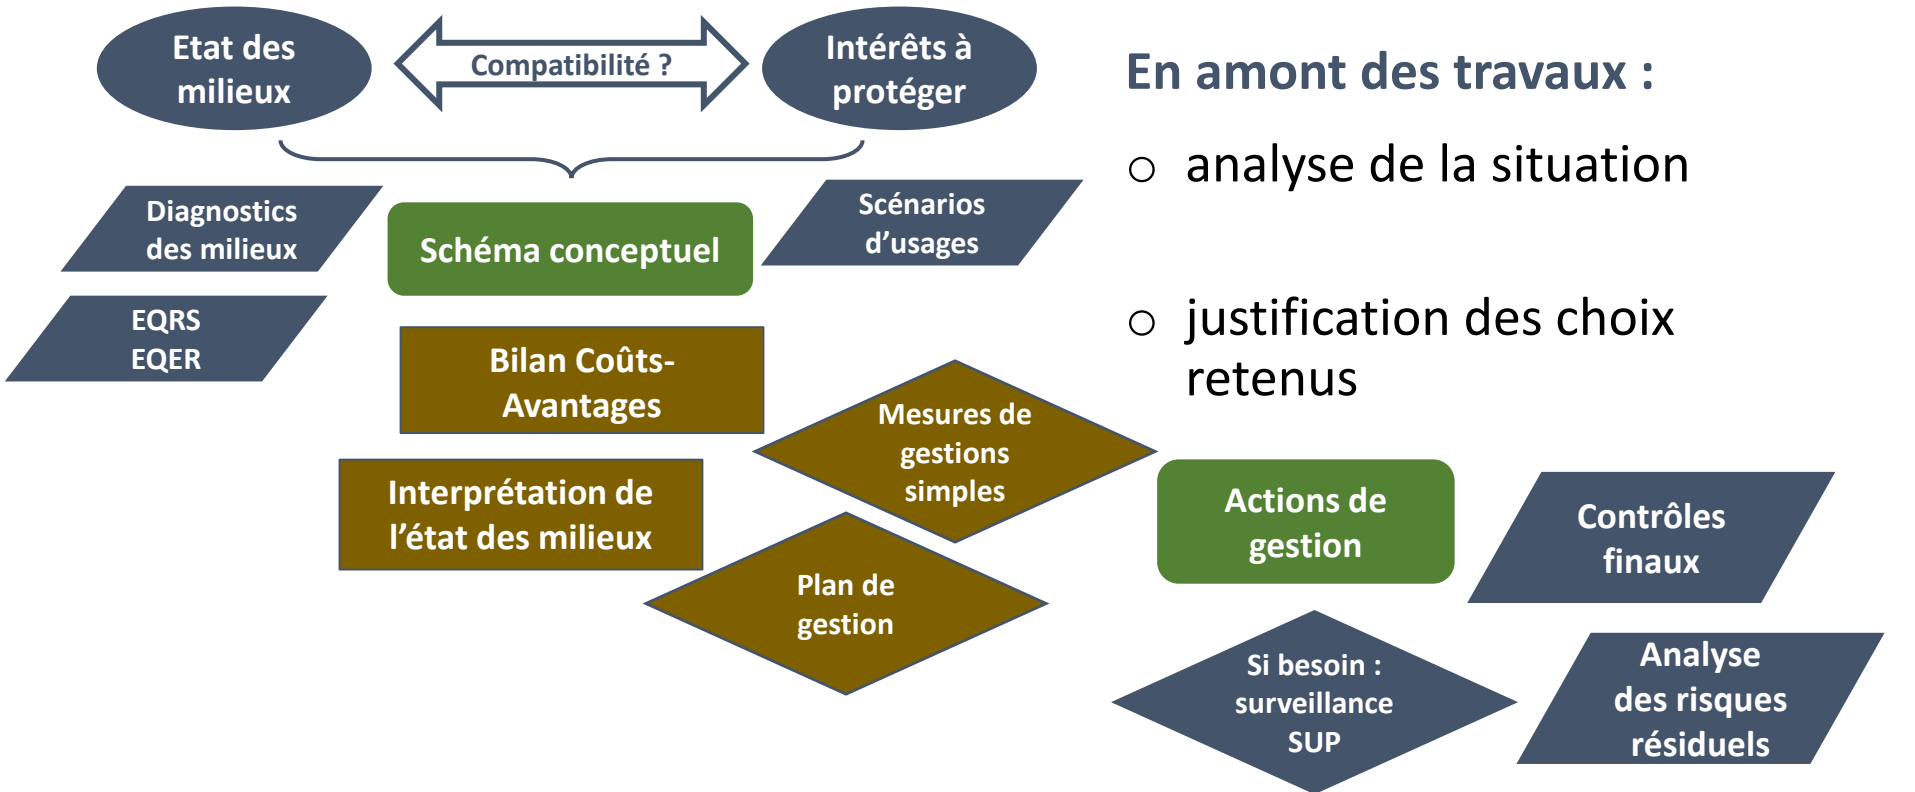 Etat des
milieux
Compatibilité ?
Intérêts à
protéger
En amont des travaux :
o analyse de la situation
o justification des choix
retenus
Diagnostics
des milieux
Schéma conceptuel
Scénarios
d’usages
EQRS
EQER
Bilan Coûts-
Avantages
Mesures de
gestions
simples
Interprétation de
l’état des milieux
Plan de
gestion
Actions de
gestion
Contrôles
finaux
Si besoin :
surveillance
SUP
Analyse
des risques
résiduels